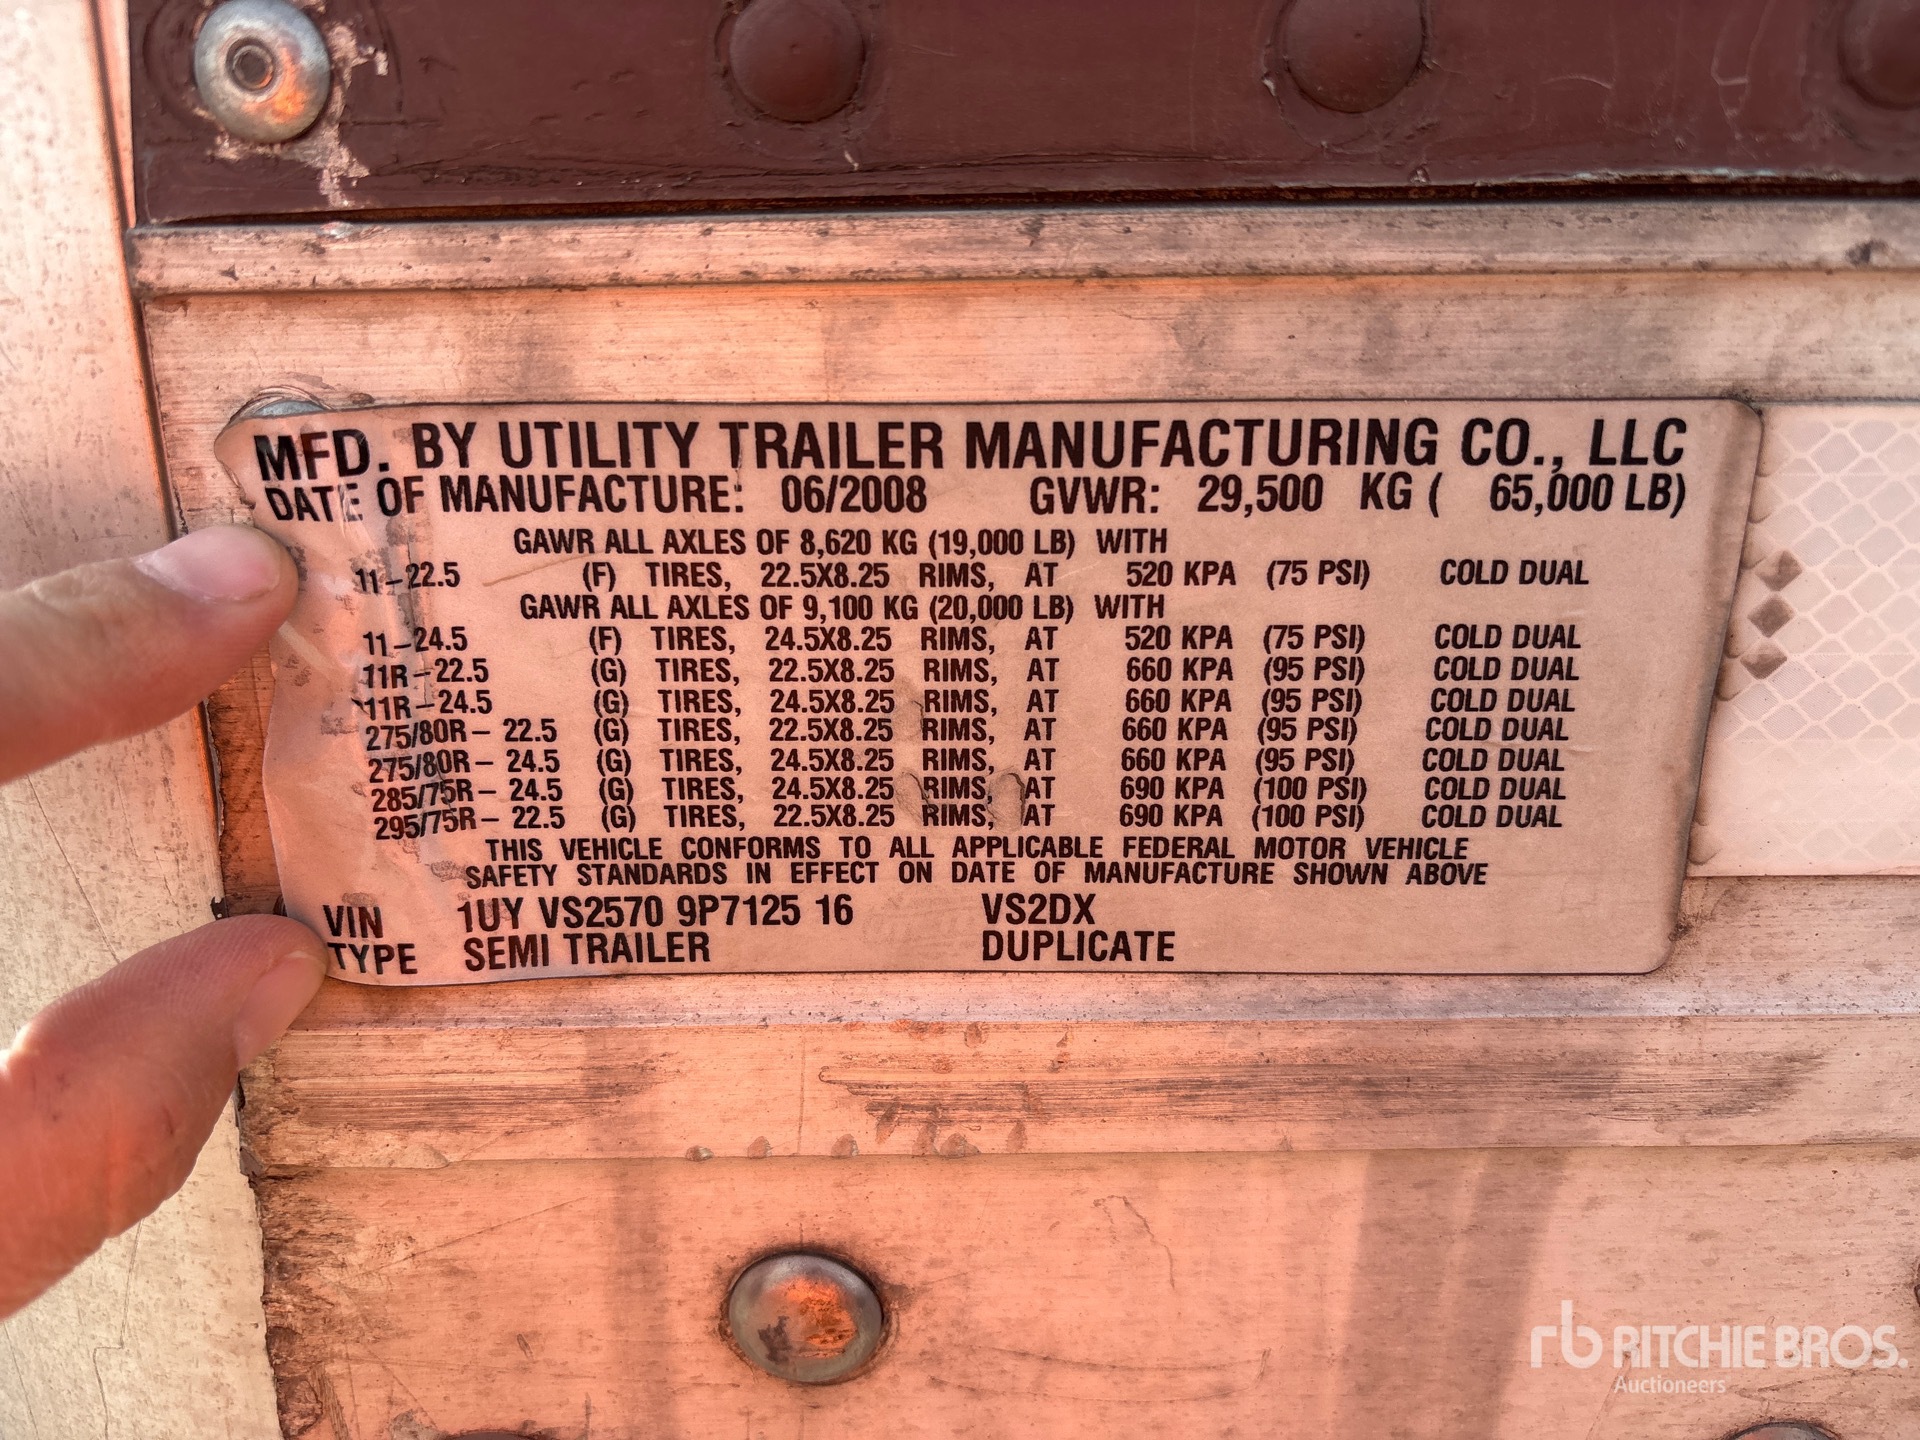 MFD. BY UTILITY TRAILER MANUFACTURING CO., LLC
DATE OF MANUFACTURE: 06/2008 GVWR: 29,500 KG ( 65,000 LB)
GAWR ALL AXLES OF 8,620 KG (19,000 LB) WITH
11-22.5 (F) TIRES, 22.5X8.25 RIMS, AT 520 KPA (75 PSI) COLD DUAL
GAWR ALL AXLES OF 9,100 KG (20,000 LB) WITH
11-24.5 (F) TIRES, 24.5X8.25 RIMS, AT 520 KPA (75 PSI) COLD DUAL
11R-22.5 (G) TIRES, 22.5X8.25 RIMS, AT 660 KPA (95 PSI) COLD DUAL
11R-24.5 (G) TIRES, 24.5X8.25 RIMS, AT 660 KPA (95 PSI) COLD DUAL
275/80R-22.5 (G) TIRES, 22.5X8.25 RIMS, AT 660 KPA (95 PSI) COLD DUAL
275/80R-24.5 (G) TIRES, 24.5X8.25 RIMS, AT 660 KPA (95 PSI) COLD DUAL
285/75R-24.5 (G) TIRES, 24.5X8.25 RIMS, AT 690 KPA (100 PSI) COLD DUAL
295/75R-22.5 (G) TIRES, 22.5X8.25 RIMS, AT 690 KPA (100 PSI) COLD DUAL
THIS VEHICLE CONFORMS TO ALL APPLICABLE FEDERAL MOTOR VEHICLE
SAFETY STANDARDS IN EFFECT ON DATE OF MANUFACTURE SHOWN ABOVE
VIN 1UY VS2570 9P7125 16 VS2DX
TYPE SEMI TRAILER DUPLICATE
rb RITCHIE BROS.
Auctioneers